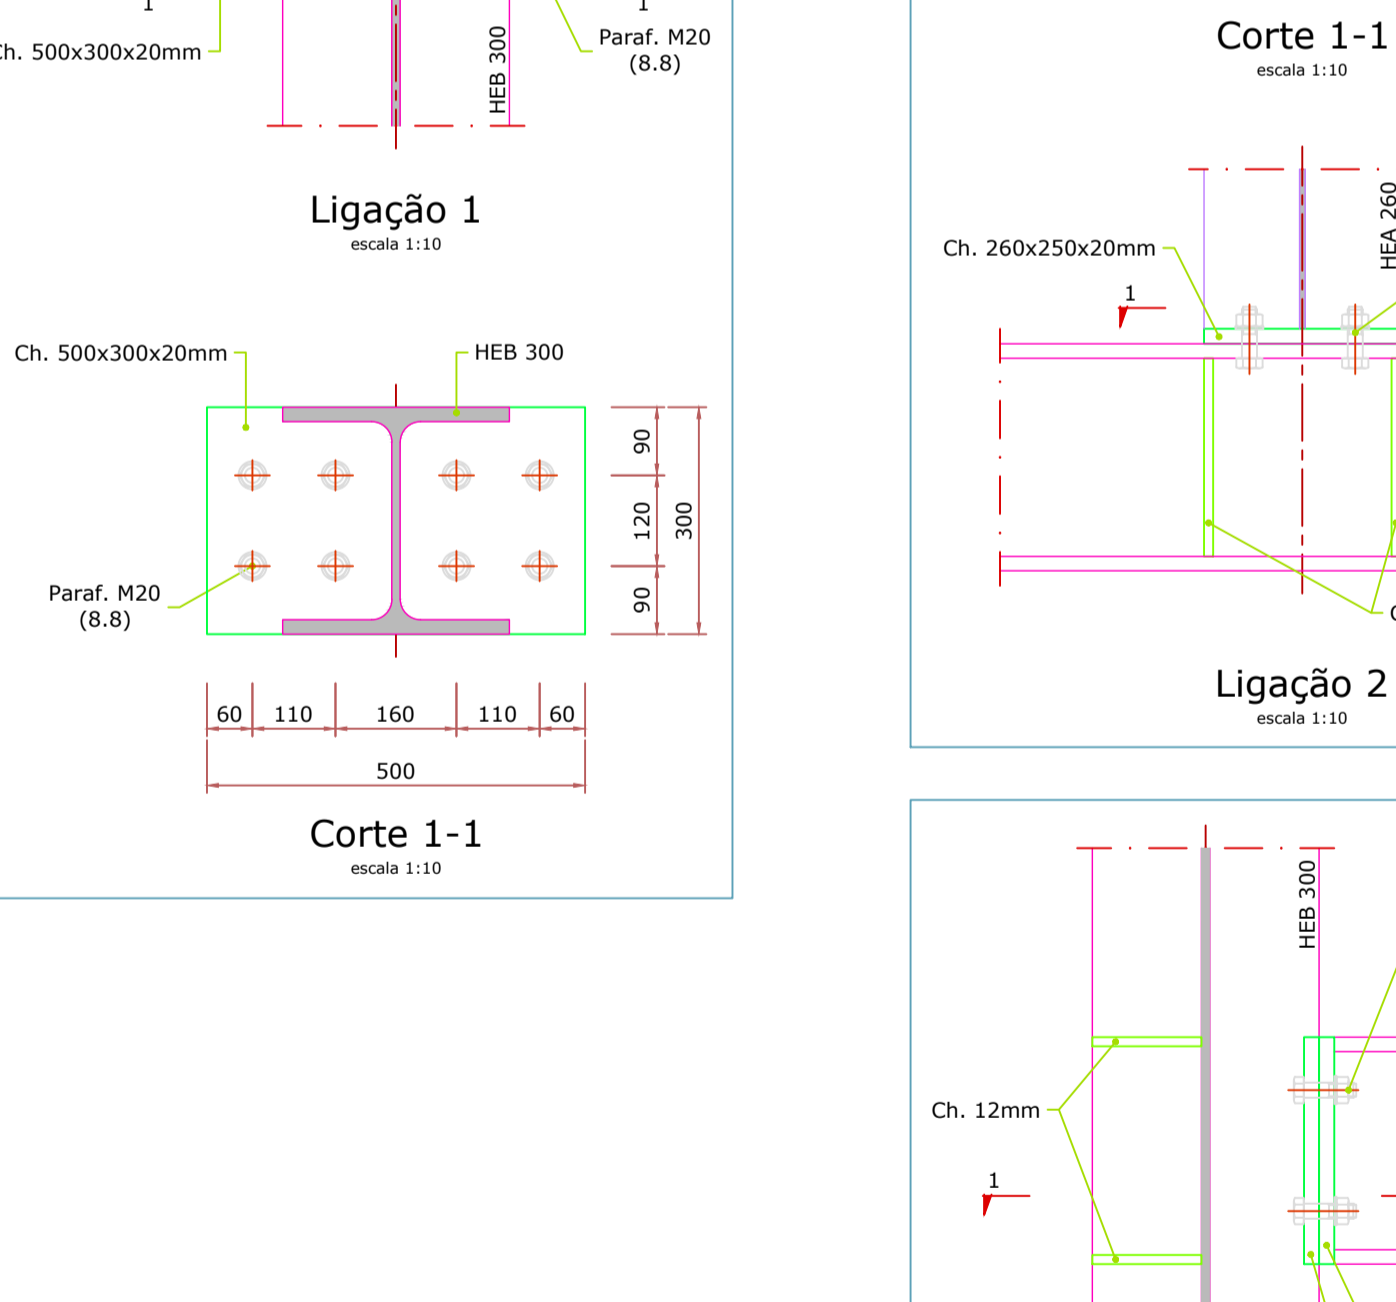 1
1
Ch. 500x300x20mm
Paraf. M20
(8.8)
HEB 300
Ligação 1
escala 1:10
Ch. 500x300x20mm
HEB 300
Paraf. M20
(8.8)
90
120
90
300
60 110 160 110 60
500
Corte 1-1
escala 1:10
Corte 1-1
escala 1:10
Ch. 260x250x20mm
HEA 260
1
Ligação 2
escala 1:10
HEB 300
Ch. 12mm
1